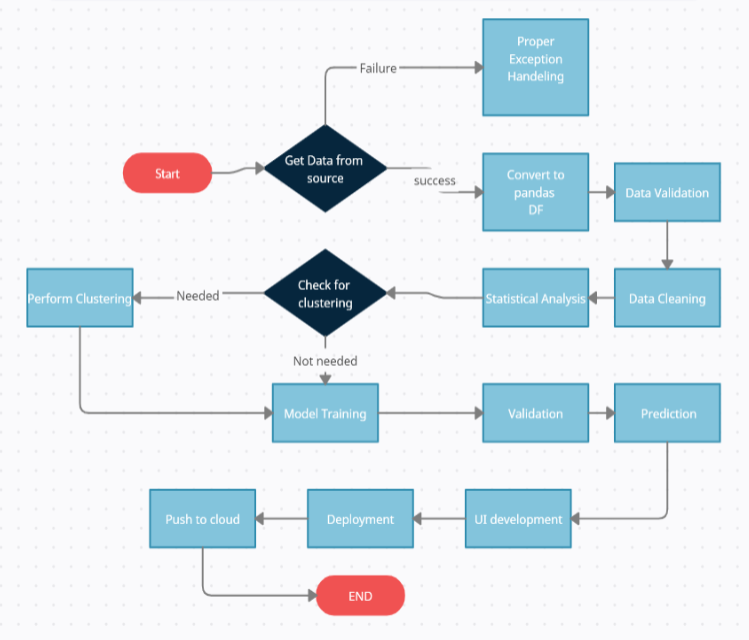 Proper
Exception
Handeling
Failure
Get Data from
source
Start
success
Convert to
pandas
DF
Data Validation
Perform Clustering
Needed
Check for
clustering
Statistical Analysis
Data Cleaning
Not needed
Model Training
Validation
Prediction
Push to cloud
Deployment
UI development
END